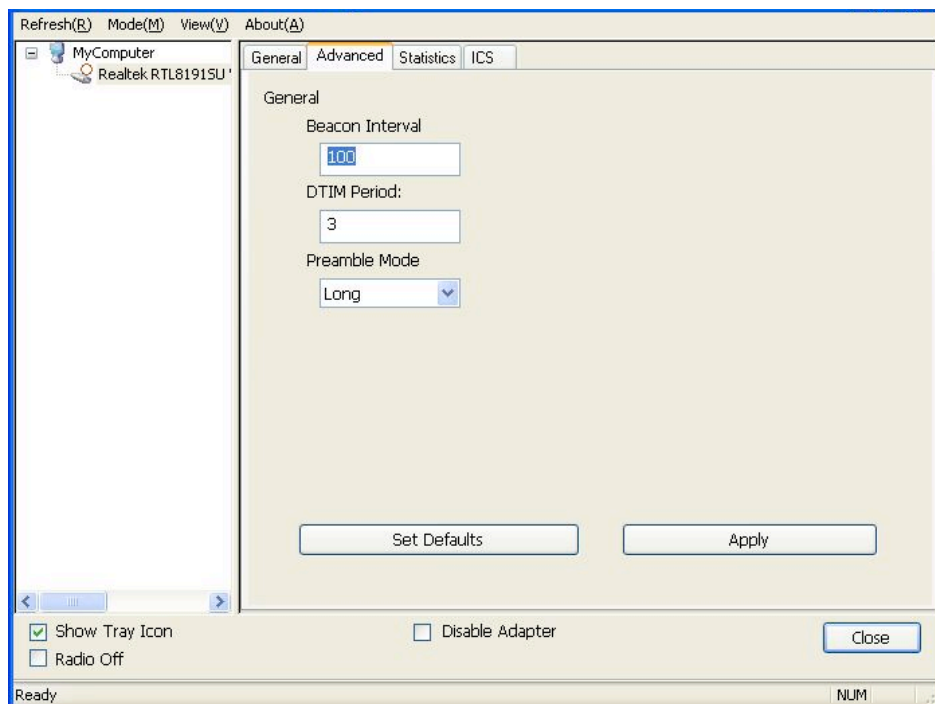 Refresh(R) Mode(M) View(V) About(A)
MyComputer
Realtek RTL8191SU '
General Advanced Statistics ICS
General
Beacon Interval
100
DTIM Period:
3
Preamble Mode
Long
Set Defaults Apply
Show Tray Icon Disable Adapter Close
Radio Off
Ready NUM